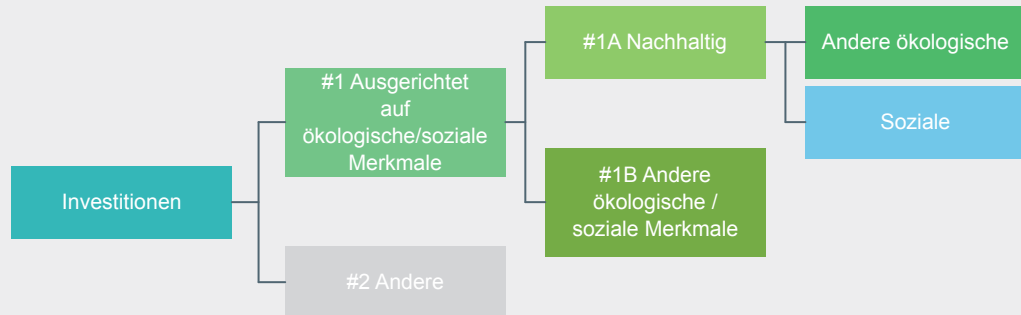 Investitionen
#1 Ausgerichtet
auf
ökologische/soziale
Merkmale
#2 Andere
#1A Nachhaltig
#1B Andere
ökologische /
soziale Merkmale
Andere ökologische
Soziale